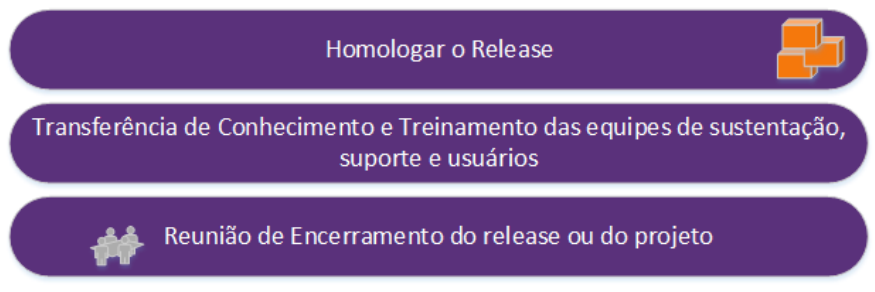 Homologar o Release
Transferência de Conhecimento e Treinamento das equipes de sustentação,
suporte e usuários
Reunião de Encerramento do release ou do projeto